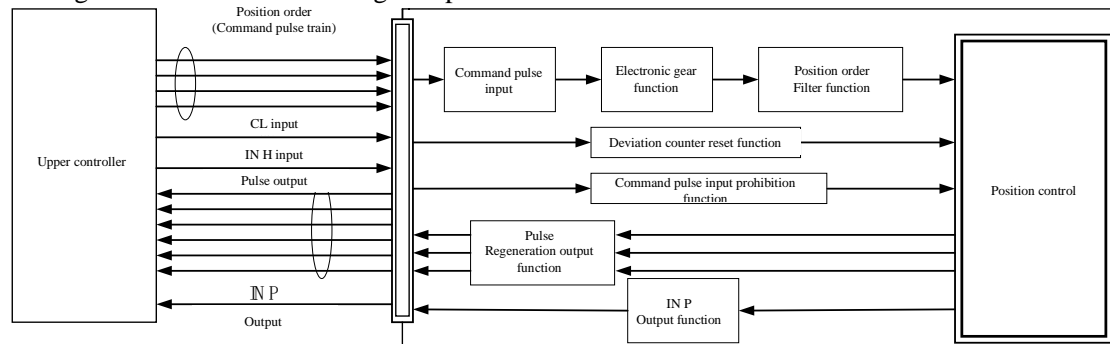 Position order
(Command pulse train)
CL input
IN H input
Pulse output
IN P
Output
Upper controller
Command pulse
input
Electronic gear
function
Position order
Filter function
Deviation counter reset function
Command pulse input prohibition
function
Pulse
Regeneration output
function
IN P
Output function
Position control